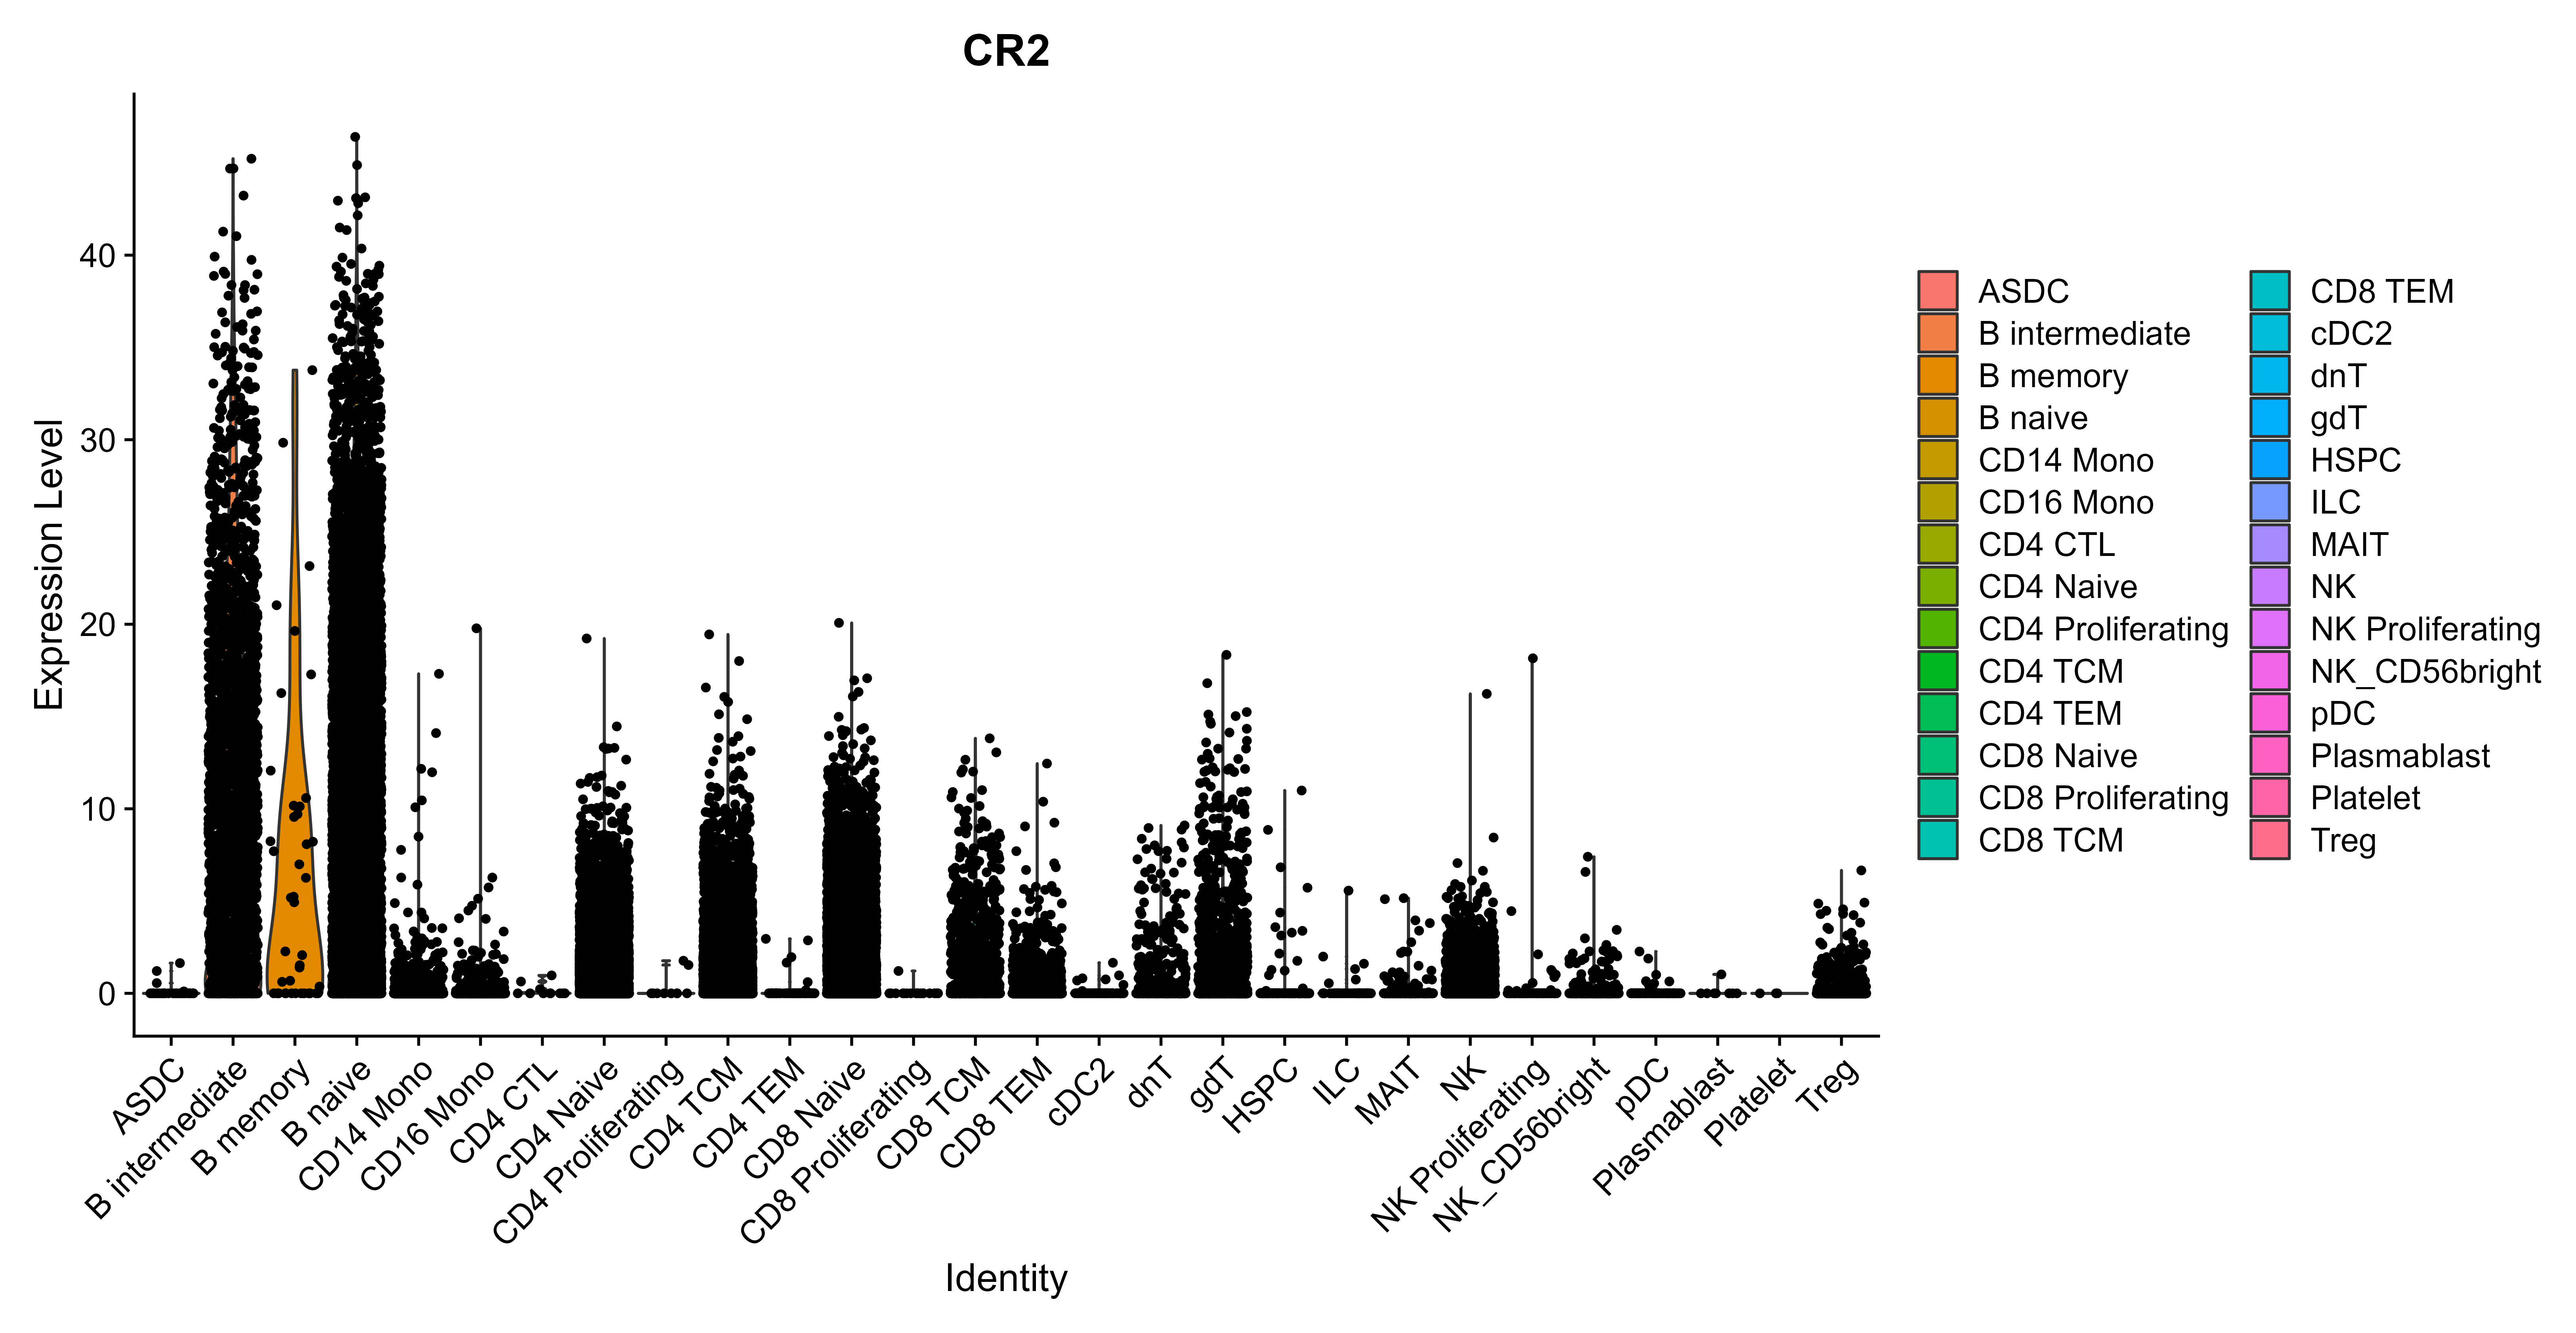 CR2
Expression Level
40
30
20
10
0
ASDC
B intermediate
B memory
B naive
CD14 Mono
CD16 Mono
CD4 CTL
CD4 Naive
CD4 Proliferating
CD4 TCM
CD4 TEM
CD8 Naive
CD8 Proliferating
CD8 TCM
CD8 TEM
cDC2
dnT
gdT
HSPC
ILC
MAIT
NK
NK Proliferating
NK_CD56bright
pDC
Plasmablast
Platelet
Treg
Identity
ASDC
B intermediate
B memory
B naive
CD14 Mono
CD16 Mono
CD4 CTL
CD4 Naive
CD4 Proliferating
CD4 TCM
CD4 TEM
CD8 Naive
CD8 Proliferating
CD8 TCM
CD8 TEM
cDC2
dnT
gdT
HSPC
ILC
MAIT
NK
NK Proliferating
NK_CD56bright
pDC
Plasmablast
Platelet
Treg